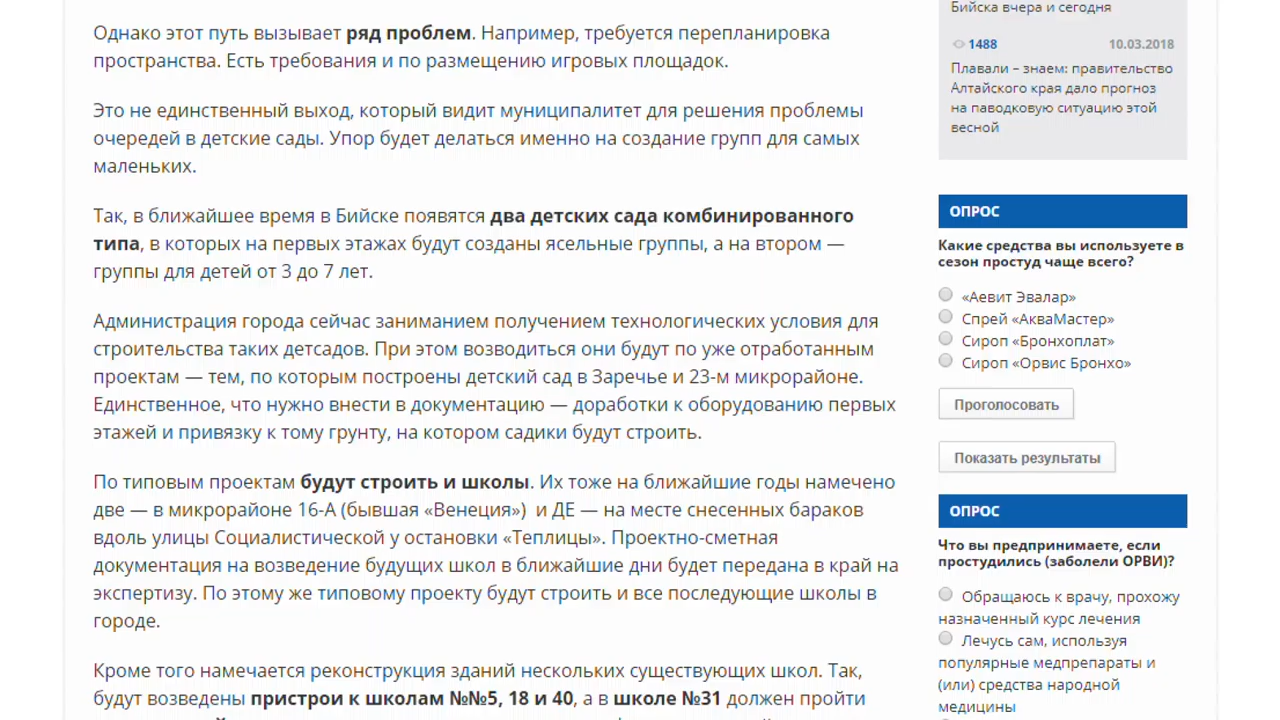 Однако этот путь вызывает ряд проблем. Например, требуется перепланировка
пространства. Есть требования и по размещению игровых площадок.
Это не единственный выход, который видит муниципалитет для решения проблемы
очередей в детские сады. Упор будет делаться именно на создание групп для самых
маленьких.
Так, в ближайшее время в Бийске появятся два детских сада комбинированного
типа, в которых на первых этажах будут созданы ясельные группы, а на втором —
группы для детей от 3 до 7 лет.
Администрация города сейчас заниманием получением технологических условия для
строительства таких детсадов. При этом возводиться они будут по уже отработанным
проектам — тем, по которым построены детский сад в Заречье и 23-м микрорайоне.
Единственное, что нужно внести в документацию — доработки к оборудованию первых
этажей и привязку к тому грунту, на котором садики будут строить.
По типовым проектам будут строить и школы. Их тоже на ближайшие годы намечено
две — в микрорайоне 16-А (бывшая «Венеция») и ДЕ — на месте снесенных бараков
вдоль улицы Социалистической у остановки «Теплицы». Проектно-сметная
документация на возведение будущих школ в ближайшие дни будет передана в край на
экспертизу. По этому же типовому проекту будут строить и все последующие школы в
городе.
Кроме того намечается реконструкция зданий нескольких существующих школ. Так,
будут возведены пристрои к школам №№5, 18 и 40, а в школе №31 должен пройти
Бийска вчера и сегодня
1488 10.03.2018
Плавали – знаем: правительство
Алтайского края дало прогноз
на паводковую ситуацию этой
весной
ОПРОС
Какие средства вы используете в
сезон простуд чаще всего?
«Аевит Эвалар»
Спрей «АкваМастер»
Сироп «Бронхоплат»
Сироп «Орвис Бронхо»
Проголосовать
Показать результаты
ОПРОС
Что вы предпринимаете, если
простудились (заболели ОРВИ)?
Обращаюсь к врачу, прохожу
назначенный курс лечения
Лечусь сам, используя
популярные медпрепараты и
(или) средства народной
медицины